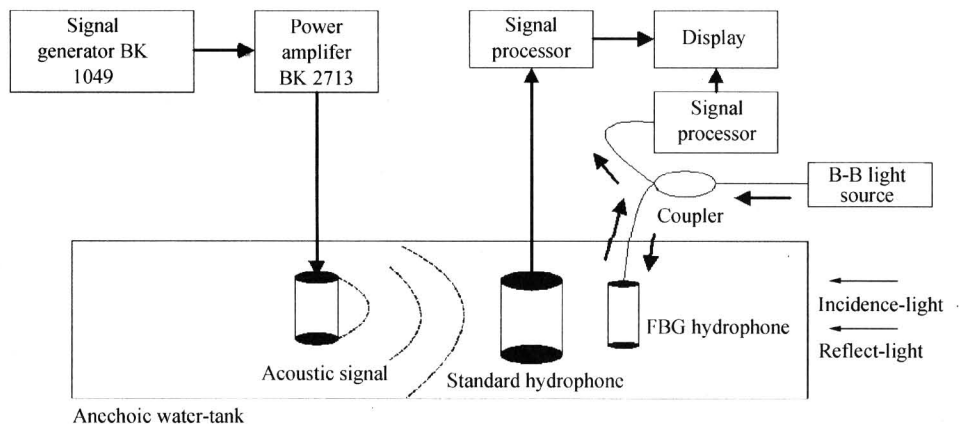 Signal
generator BK
1049
Power
amplifer
BK 2713
Signal
processor
Display
Signal
processor
B-B light
source
Coupler
Incidence-light
FBG hydrophone
Reflect-light
Acoustic signal
Standard hydrophone
Anechoic water-tank